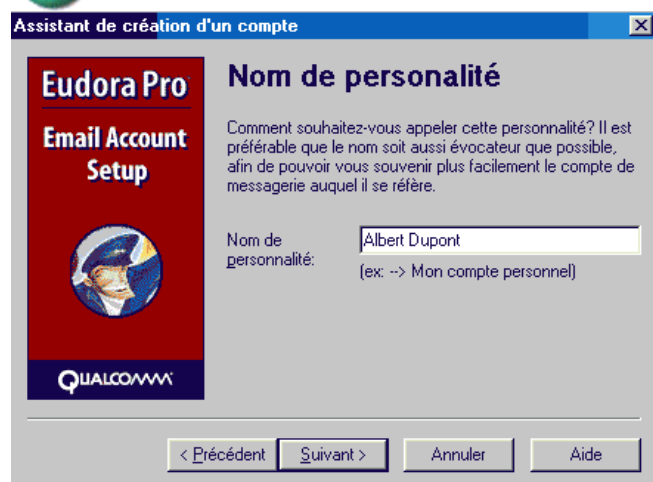 Assistant de création d'un compte
Eudora Pro
Email Account
Setup
QUALCOMM
Nom de personalité
Comment souhaitez-vous appeler cette personnalité? Il est
préférable que le nom soit aussi évocateur que possible,
afin de pouvoir vous souvenir plus facilement le compte de
messagerie auquel il se réfère.
Nom de
personnalité:
Albert Dupont
(ex: --> Mon compte personnel)
< Précédent
Suivant >
Annuler
Aide